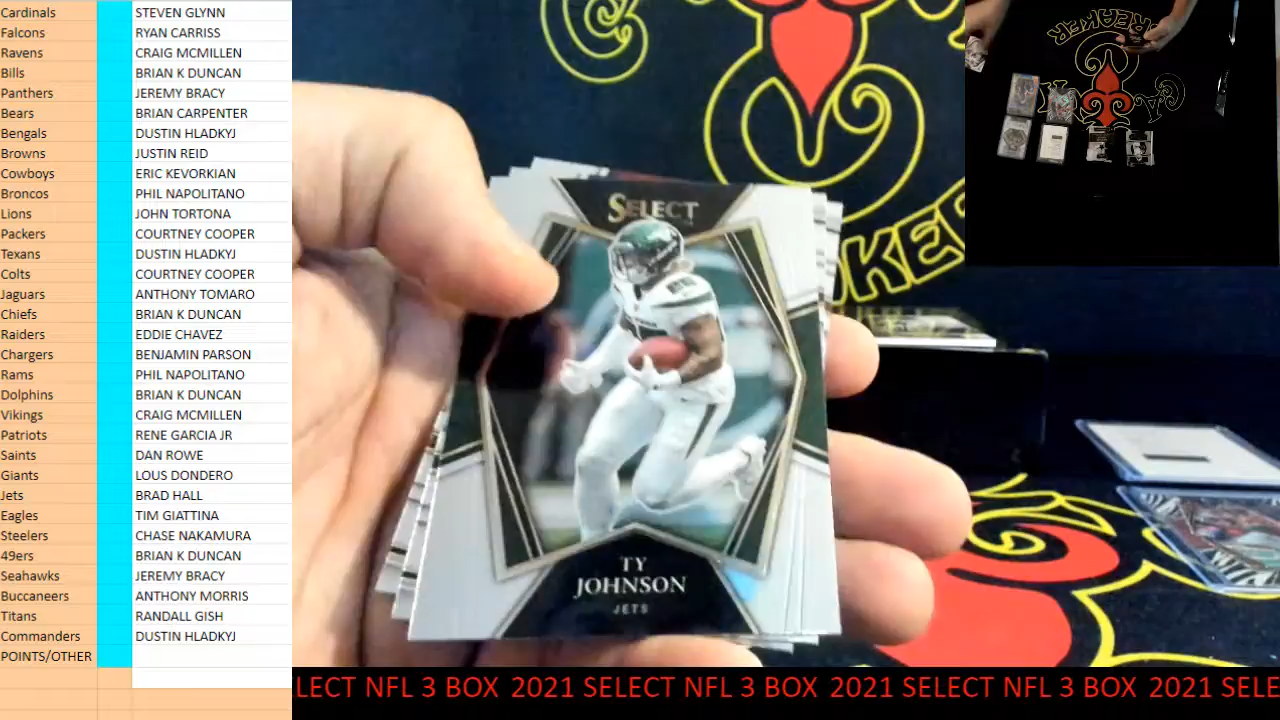 Cardinals STEVEN GLYNN
Falcons RYAN CARRISS
Ravens CRAIG MCMILLEN
Bills BRIAN K DUNCAN
Panthers JEREMY BRACY
Bears BRIAN CARPENTER
Bengals DUSTIN HLADKYJ
Browns JUSTIN REID
Cowboys ERIC KEVORKIAN
Broncos PHIL NAPOLITANO
Lions JOHN TORTONA
Packers COURTNEY COOPER
Texans DUSTIN HLADKYJ
Colts COURTNEY COOPER
Jaguars ANTHONY TOMARO
Chiefs BRIAN K DUNCAN
Raiders EDDIE CHAVEZ
Chargers BENJAMIN PARSON
Rams PHIL NAPOLITANO
Dolphins BRIAN K DUNCAN
Vikings CRAIG MCMILLEN
Patriots RENE GARCIA JR
Saints DAN ROWE
Giants LOUS DONDERO
Jets BRAD HALL
Eagles TIM GIATTINA
Steelers CHASE NAKAMURA
49ers BRIAN K DUNCAN
Seahawks JEREMY BRACY
Buccaneers ANTHONY MORRIS
Titans RANDALL GISH
Commanders DUSTIN HLADKYJ
POINTS/OTHER
SELECT
TY
JOHNSON
JETS
LECT NFL 3 BOX 2021 SELECT NFL 3 BOX 2021 SELECT NFL 3 BOX 2021 SELE